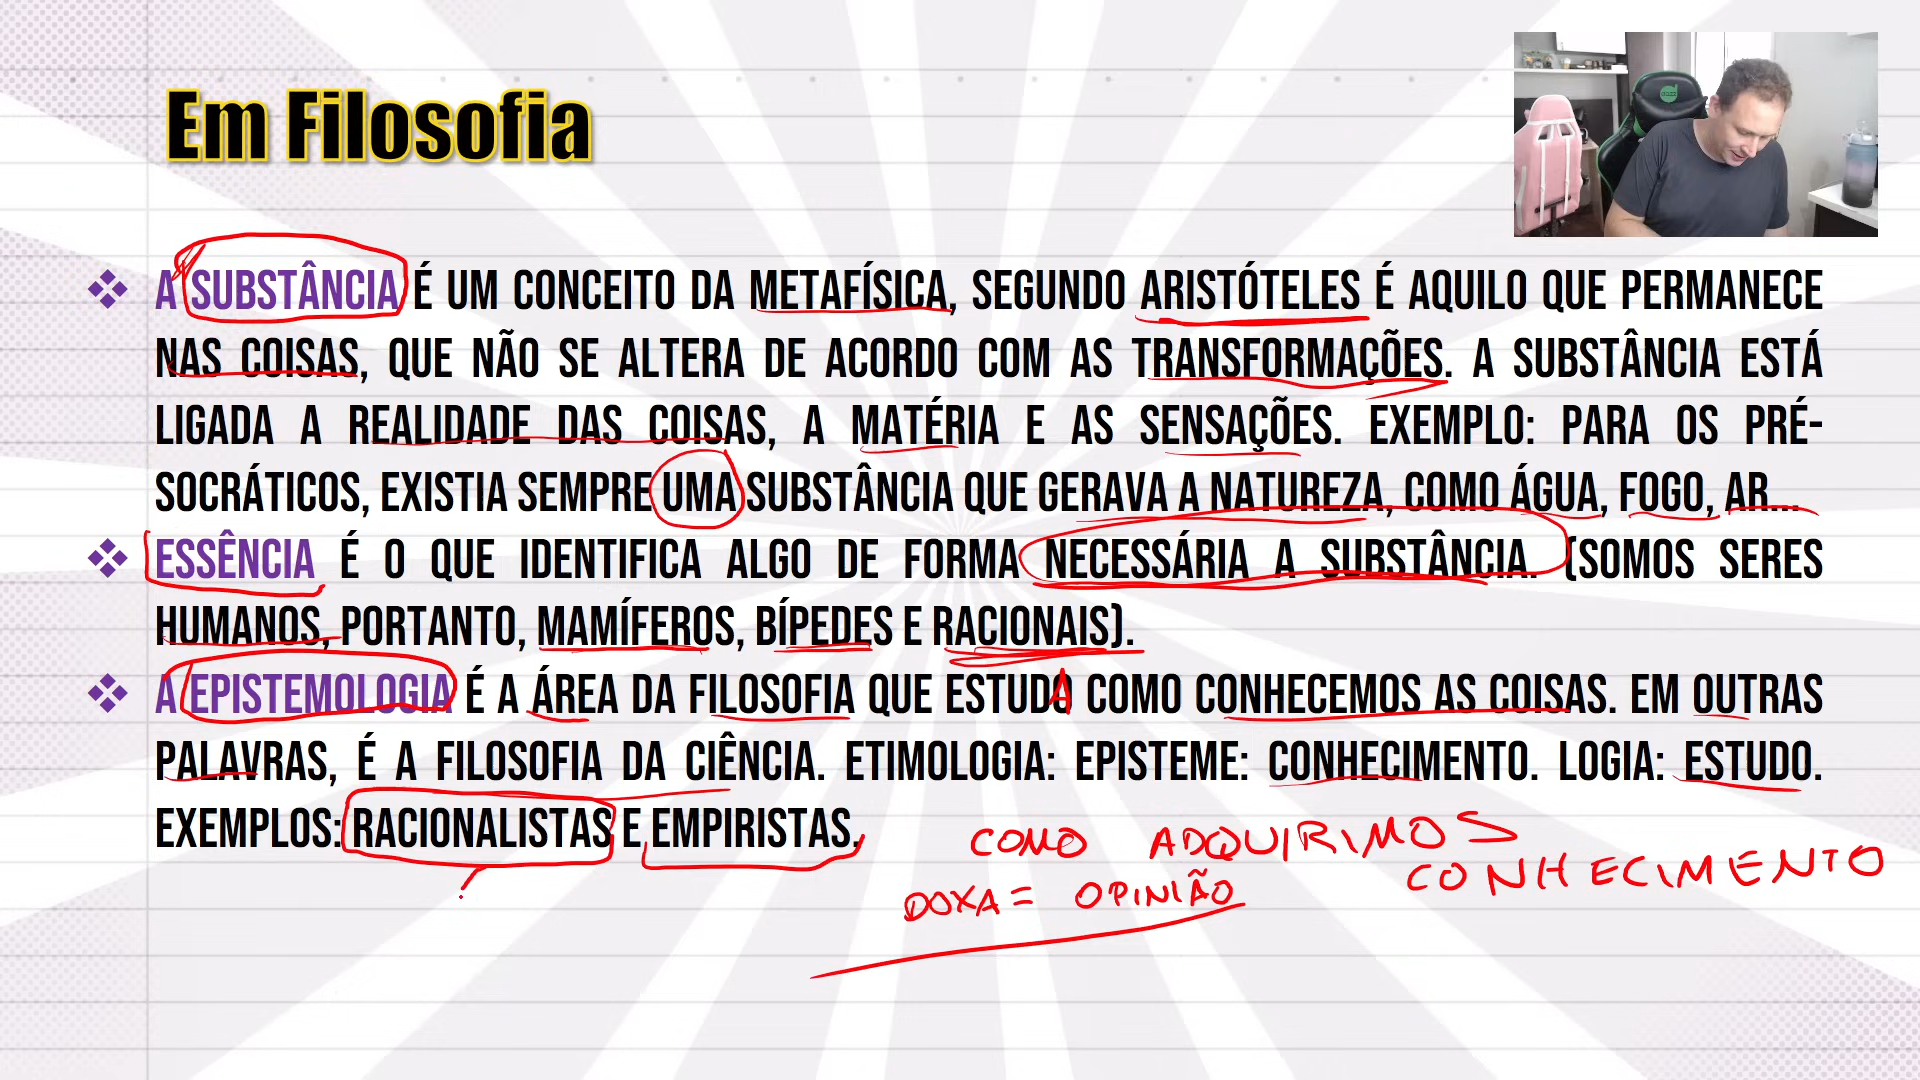 Em Filosofia
A SUBSTÂNCIA É UM CONCEITO DA METAFÍSICA, SEGUNDO ARISTÓTELES É AQUILO QUE PERMANECE
NAS COISAS, QUE NÃO SE ALTERA DE ACORDO COM AS TRANSFORMAÇÕES. A SUBSTÂNCIA ESTÁ
LIGADA A REALIDADE DAS COISAS, A MATÉRIA E AS SENSAÇÕES. EXEMPLO: PARA OS PRÉ-
SOCRÁTICOS, EXISTIA SEMPRE UMA SUBSTÂNCIA QUE GERAVA A NATUREZA, COMO ÁGUA, FOGO, AR...
ESSÊNCIA É O QUE IDENTIFICA ALGO DE FORMA NECESSÁRIA A SUBSTÂNCIA. (SOMOS SERES
HUMANOS, PORTANTO, MAMÍFEROS, BÍPEDES E RACIONAIS).
A EPISTEMOLOGIA É A ÁREA DA FILOSOFIA QUE ESTUDA COMO CONHECEMOS AS COISAS. EM OUTRAS
PALAVRAS, É A FILOSOFIA DA CIÊNCIA. ETIMOLOGIA: EPISTEME: CONHECIMENTO. LOGIA: ESTUDO.
EXEMPLOS: RACIONALISTAS E EMPIRISTAS.
COMO ADQUIRIMOS
CONHECIMENTO
DOXA = OPINIÃO